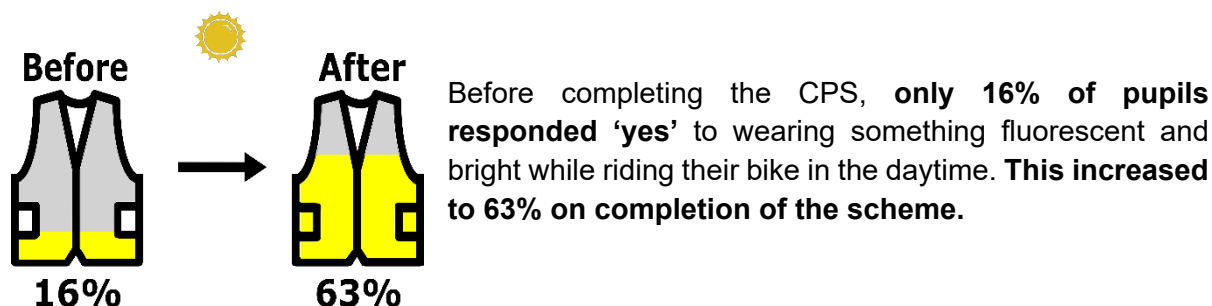 Before
After
16%
63%
Before completing the CPS, only 16% of pupils
responded ‘yes’ to wearing something fluorescent and
bright while riding their bike in the daytime. This increased
to 63% on completion of the scheme.